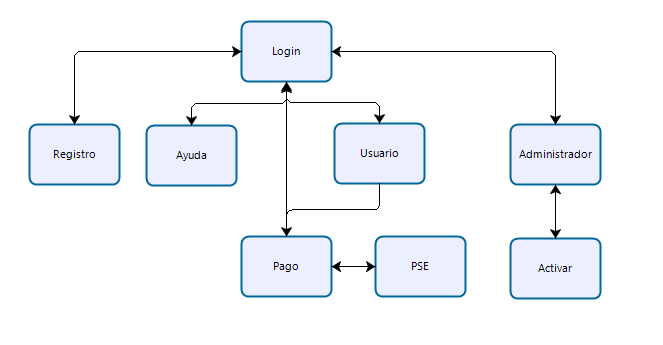 Login
Registro
Ayuda
Usuario
Administrador
Pago
PSE
Activar